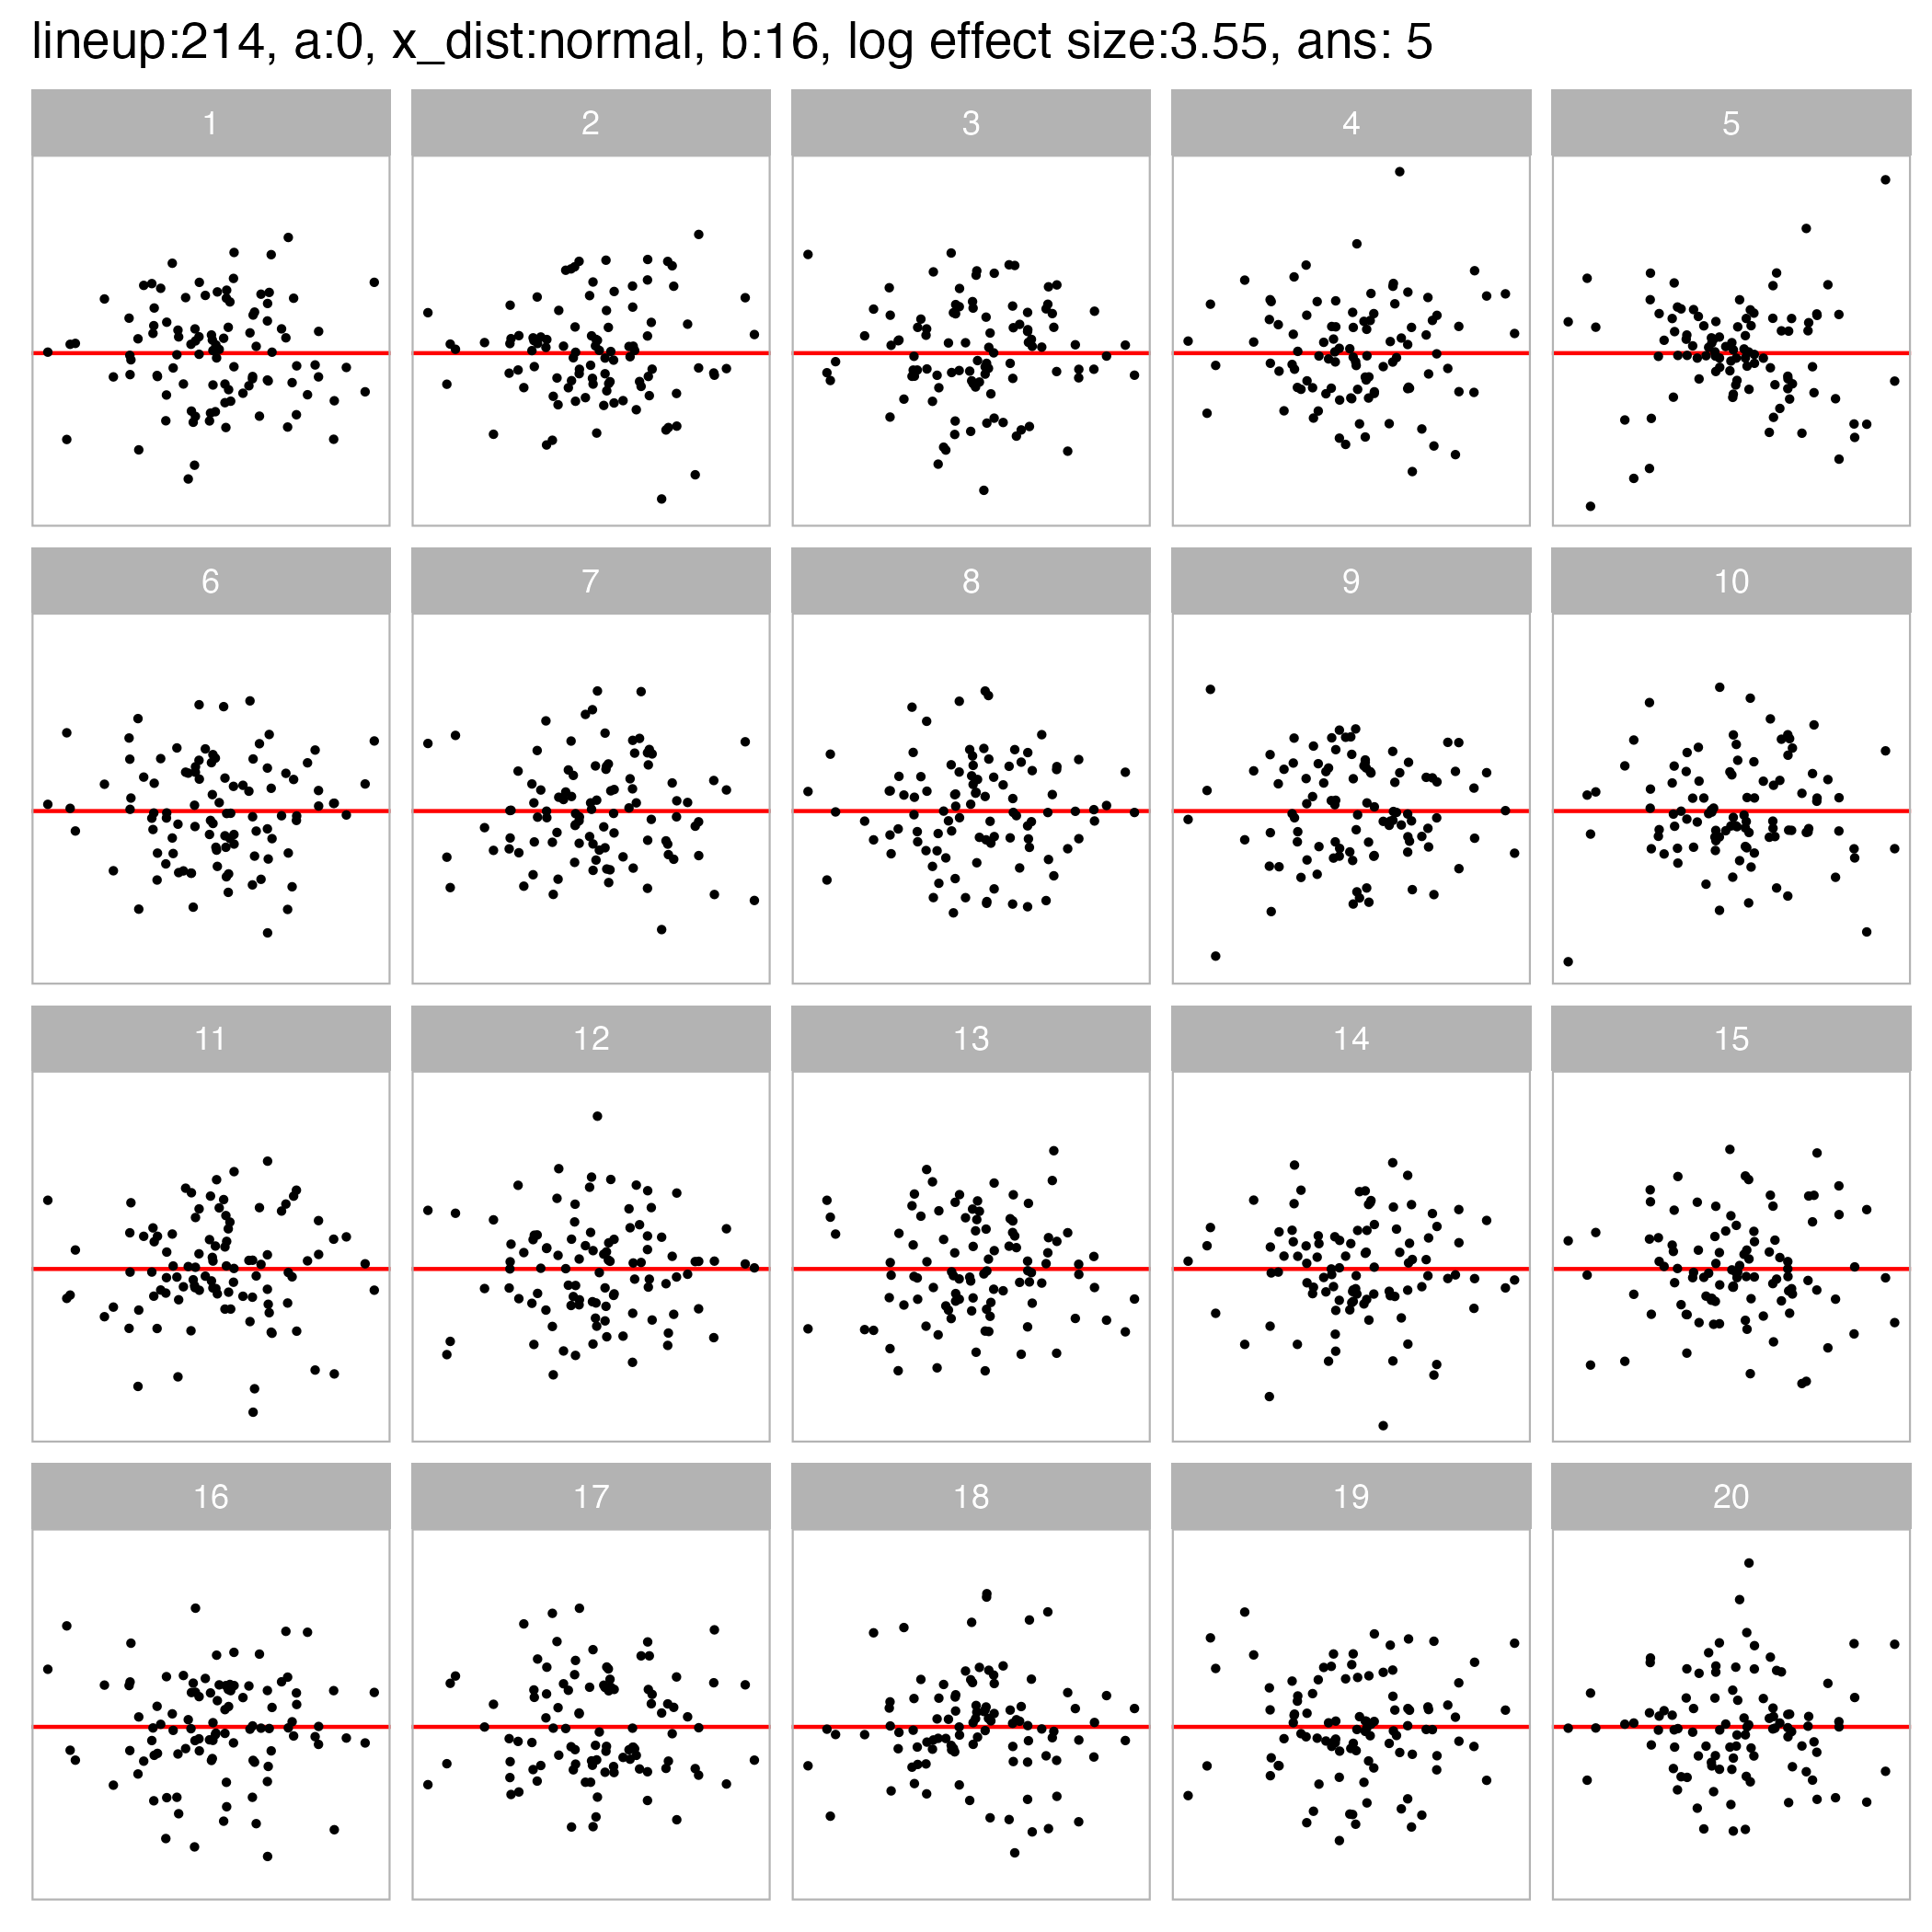 lineup:214, a:0, x_dist:normal, b:16, log effect size:3.55, ans: 5
1 2 3 4 5
6 7 8 9 10
11 12 13 14 15
16 17 18 19 20